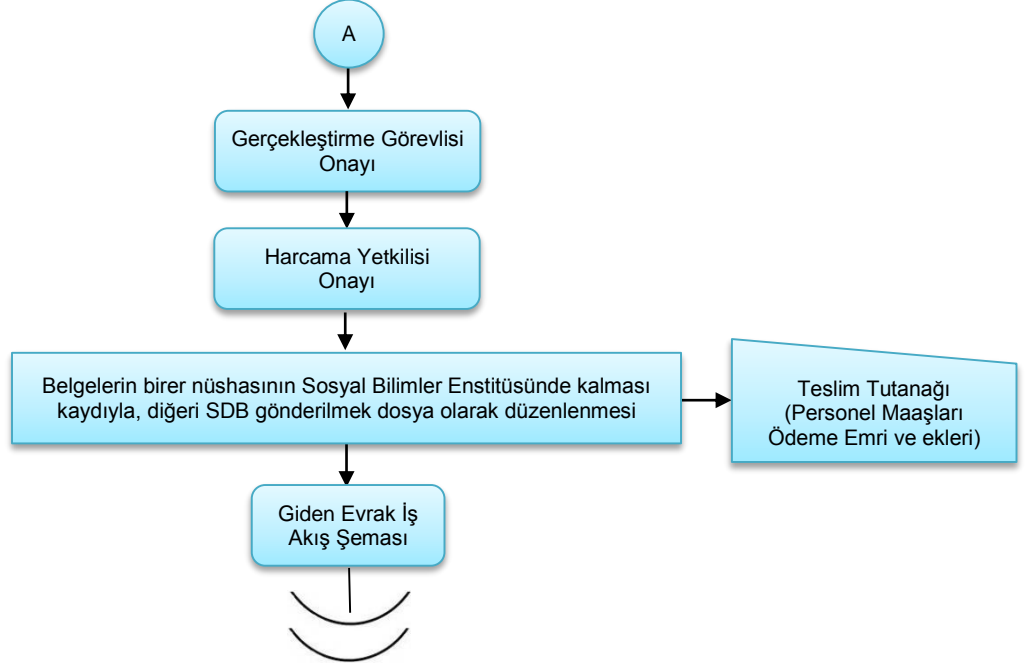 A
Gerçekleştirme Görevlisi
Onayı
Harcama Yetkilisi
Onayı
Belgelerin birer nüshasının Sosyal Bilimler Enstitüsünde kalması
kaydıyla, diğeri SDB gönderilmek dosya olarak düzenlenmesi
Teslim Tutanağı
(Personel Maaşları
Ödeme Emri ve ekleri)
Giden Evrak İş
Akış Şeması